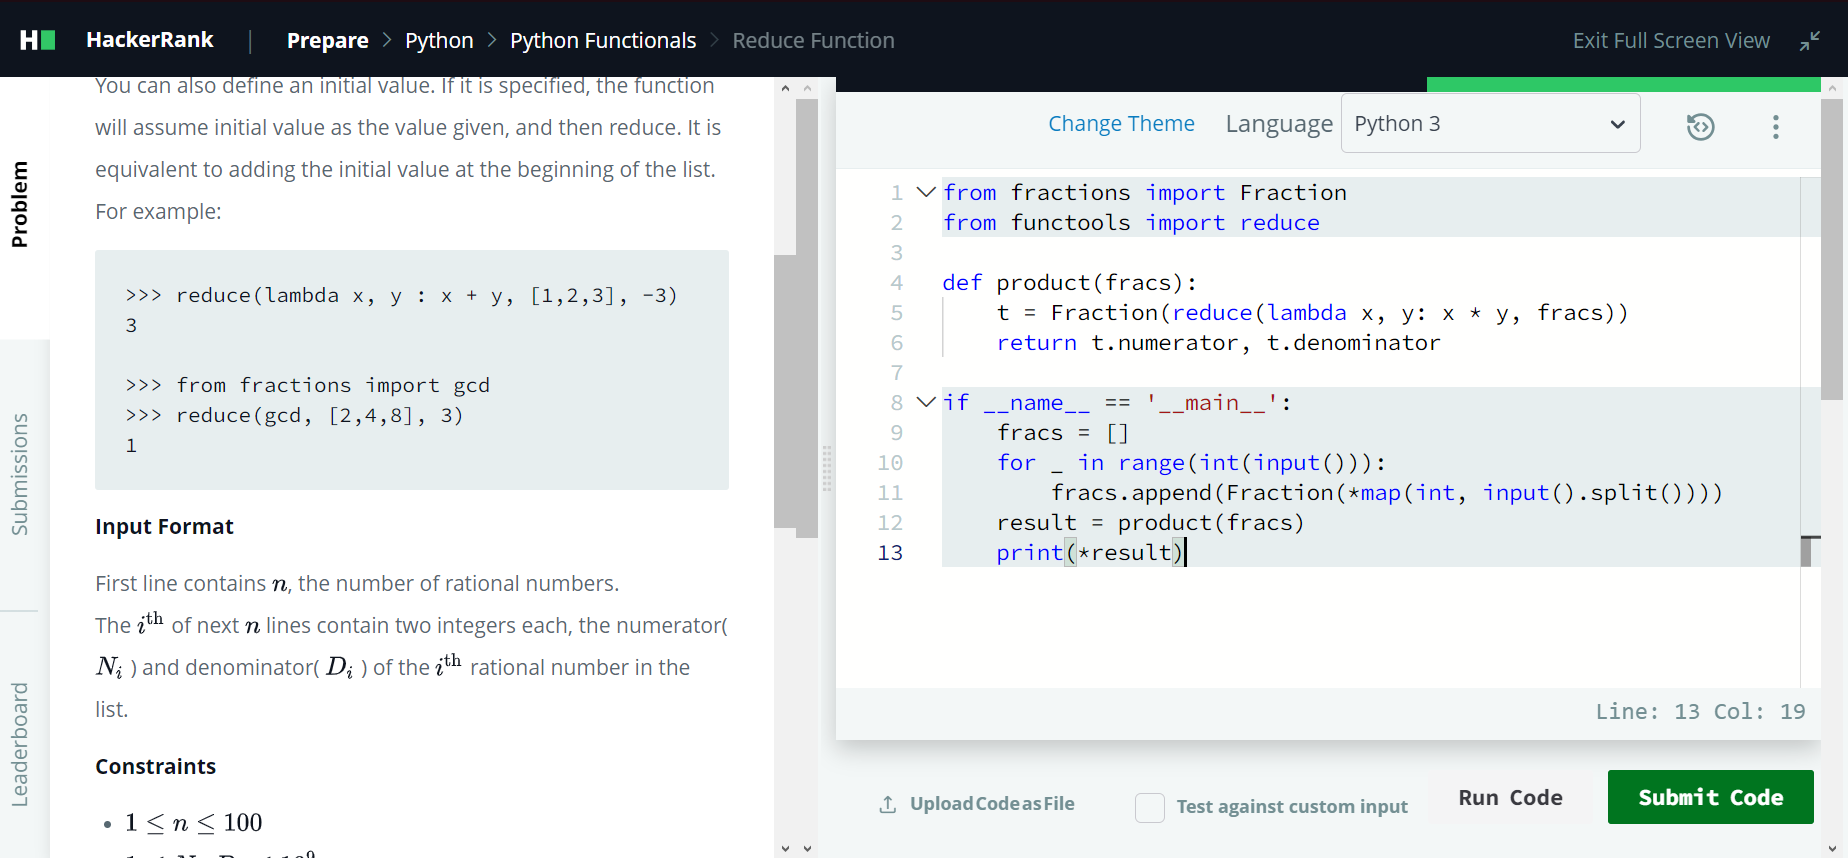 H HackerRank | Prepare > Python > Python Functionals > Reduce Function Exit Full Screen View
Problem
Submissions
Leaderboard
You can also define an initial value. If it is specified, the function
will assume initial value as the value given, and then reduce. It is
equivalent to adding the initial value at the beginning of the list.
For example:
>>> reduce(lambda x, y : x + y, [1,2,3], -3)
3
>>> from fractions import gcd
>>> reduce(gcd, [2,4,8], 3)
1
Input Format
First line contains n, the number of rational numbers.
The i^th of next n lines contain two integers each, the numerator(
N_i ) and denominator( D_i ) of the i^th rational number in the
list.
Constraints
• 1 ≤ n ≤ 100
Change Theme Language Python 3
1 from fractions import Fraction
2 from functools import reduce
3
4 def product(fracs):
5     t = Fraction(reduce(lambda x, y: x * y, fracs))
6     return t.numerator, t.denominator
7
8 if __name__ == '__main__':
9     fracs = []
10     for _ in range(int(input())):
11         fracs.append(Fraction(*map(int, input().split())))
12     result = product(fracs)
13     print(*result)
Line: 13 Col: 19
Upload Code as File Test against custom input Run Code Submit Code